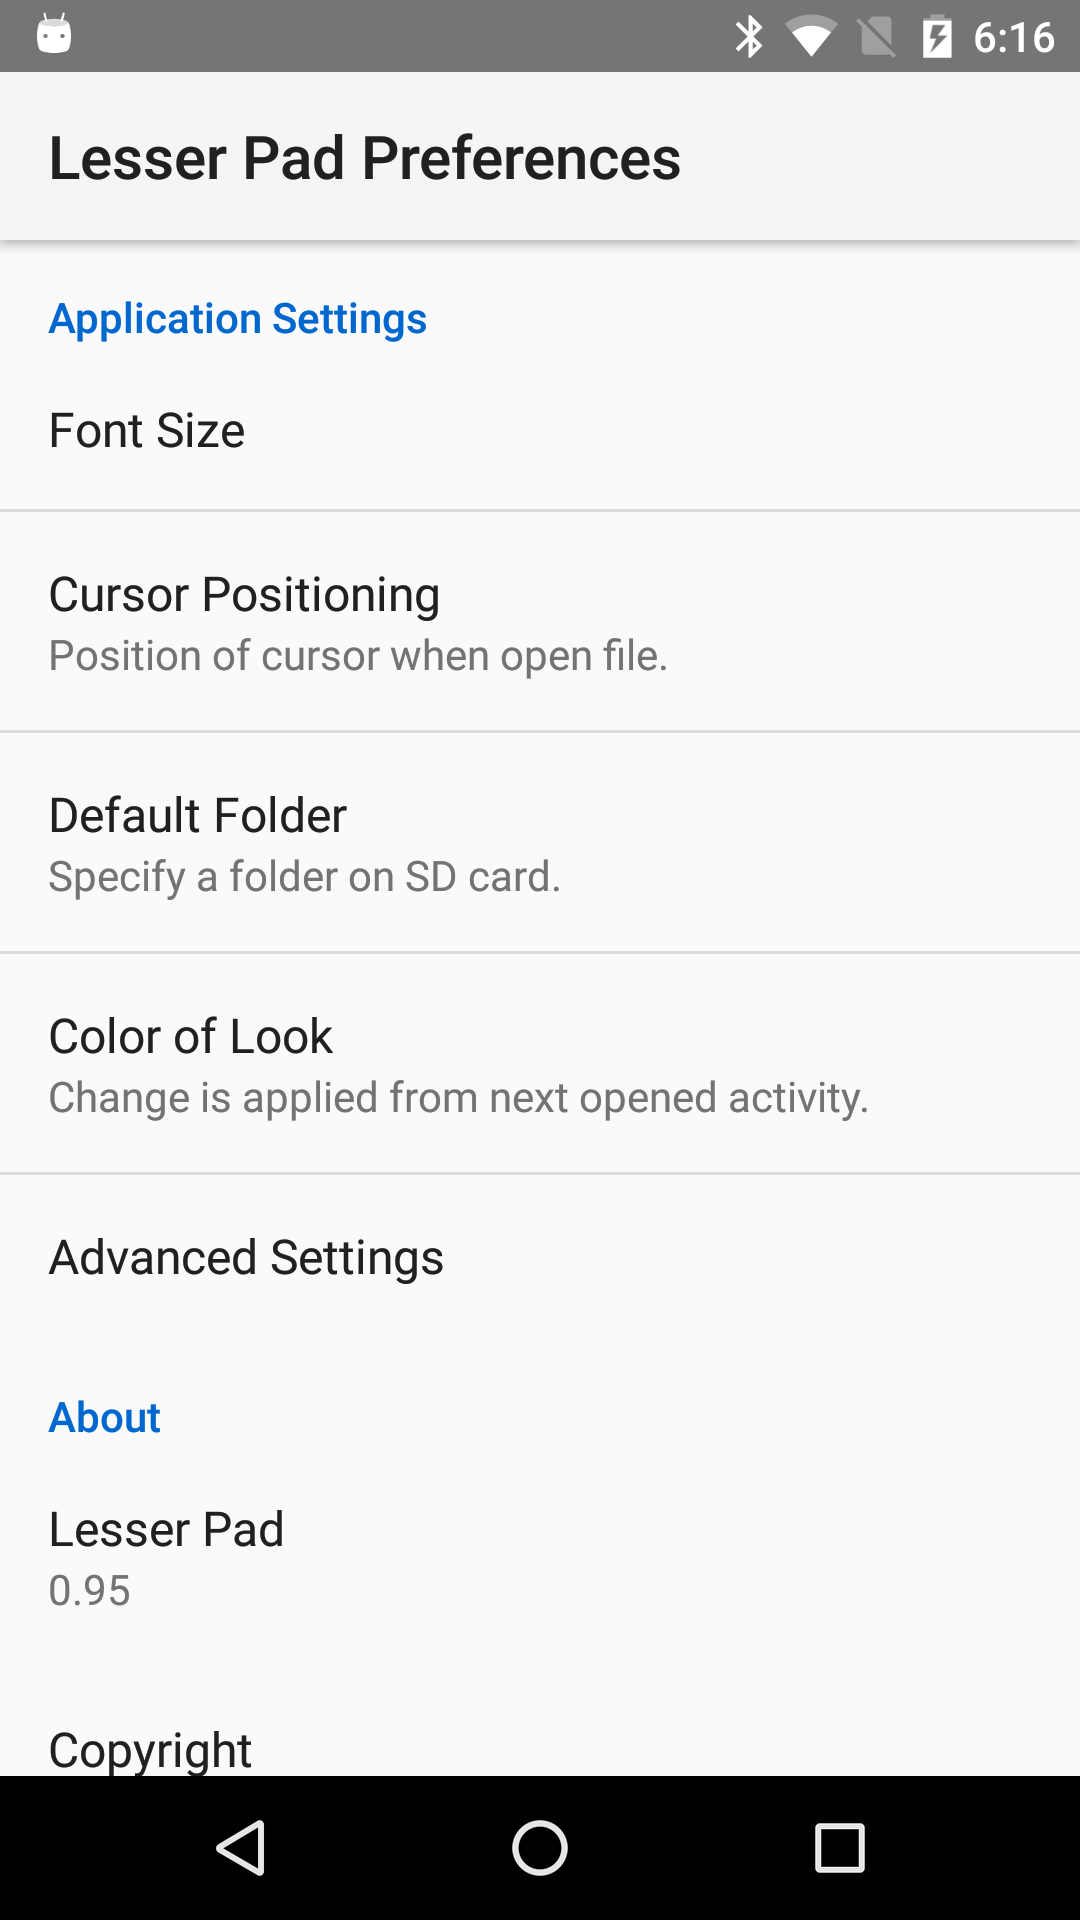 6:16
Lesser Pad Preferences
Application Settings
Font Size
Cursor Positioning
Position of cursor when open file.
Default Folder
Specify a folder on SD card.
Color of Look
Change is applied from next opened activity.
Advanced Settings
About
Lesser Pad
0.95
Copyright